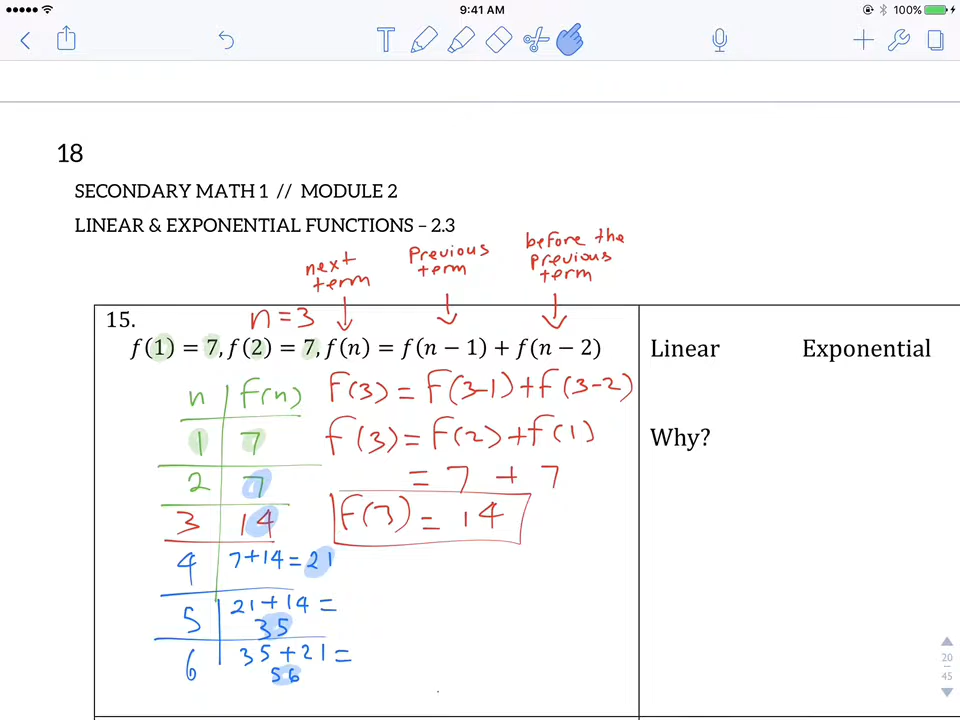 9:41 AM
100%
T
18
SECONDARY MATH 1 // MODULE 2
LINEAR & EXPONENTIAL FUNCTIONS – 2.3
next
term
Previous
term
before the
previous
term
15.
n = 3
f(1) = 7, f(2) = 7, f(n) = f(n − 1) + f(n − 2)
Linear
Exponential
Why?
n f(n)
1 7
2 7
3 14
4 7+14=21
5 21+14=
35
6 35+21=
56
f(3) = f(3-1)+f(3-2)
f(3) = f(2)+f(1)
= 7 + 7
f(3) = 14
20
45